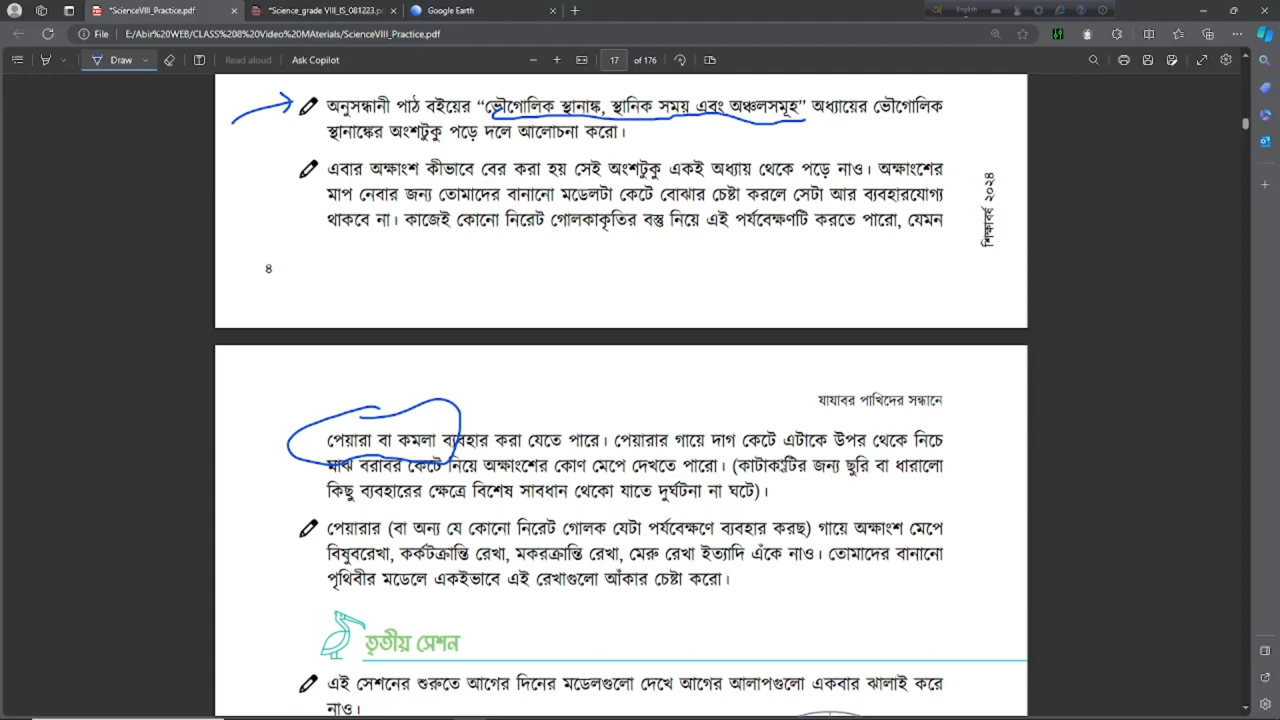 *ScienceVIII_Practice.pdf
*Science_grade VIII_IS_081223.p
Google Earth
English
File
E:/Abir%20WEB/CLASS%208%20Video%20MAterials/ScienceVIII_Practice.pdf
Draw
Read aloud
Ask Copilot
17 of 176
অনুসন্ধানী পাঠ বইয়ের “ভৌগোলিক স্থানাঙ্ক, স্থানিক সময় এবং অঞ্চলসমূহ” অধ্যায়ের ভৌগোলিক
স্থানাঙ্কের অংশটুকু পড়ে দলে আলোচনা করো।
এবার অক্ষাংশ কীভাবে বের করা হয় সেই অংশটুকু একই অধ্যায় থেকে পড়ে নাও। অক্ষাংশের
মাপ নেবার জন্য তোমাদের বানানো মডেলটা কেটে বোঝার চেষ্টা করলে সেটা আর ব্যবহারযোগ্য
থাকবে না। কাজেই কোনো নিরেট গোলকাকৃতির বস্তু নিয়ে এই পর্যবেক্ষণটি করতে পারো, যেমন
শিক্ষাবর্ষ ২০২৪
৪
যাযাবর পাখিদের সন্ধানে
পেয়ারা বা কমলা ব্যবহার করা যেতে পারে। পেয়ারার গায়ে দাগ কেটে এটাকে উপর থেকে নিচে
মাঝ বরাবর কেটে নিয়ে অক্ষাংশের কোণ মেপে দেখতে পারো। (কাটাকাটির জন্য ছুরি বা ধারালো
কিছু ব্যবহারের ক্ষেত্রে বিশেষ সাবধান থেকো যাতে দুর্ঘটনা না ঘটে)।
পেয়ারার (বা অন্য যে কোনো নিরেট গোলক যেটা পর্যবেক্ষণে ব্যবহার করছ) গায়ে অক্ষাংশ মেপে
বিষুবরেখা, কর্কটক্রান্তি রেখা, মকরক্রান্তি রেখা, মেরু রেখা ইত্যাদি এঁকে নাও। তোমাদের বানানো
পৃথিবীর মডেলে একইভাবে এই রেখাগুলো আঁকার চেষ্টা করো।
তৃতীয় সেশন
এই সেশনের শুরুতে আগের দিনের মডেলগুলো দেখে আগের আলাপগুলো একবার ঝালাই করে
নাও।